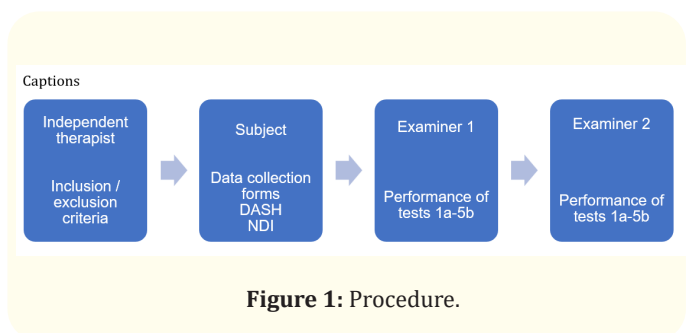 Captions
Independent
therapist
Inclusion /
exclusion
criteria
Subject
Data collection
forms
DASH
NDI
Examiner 1
Performance of
tests 1a-5b
Examiner 2
Performance of
tests 1a-5b
Figure 1: Procedure.